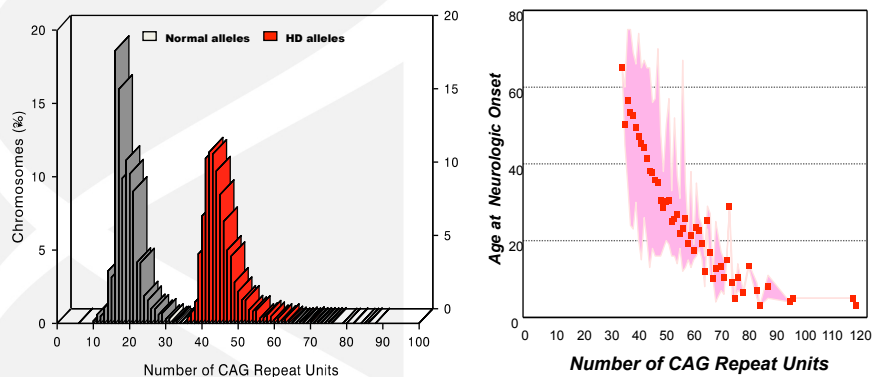 20
20
Normal alleles
HD alleles
15
15
10
10
5
5
0
0
Chromosomes (%)
0 20 40 60 80 100
10 30 50 70 90
Number of CAG Repeat Units
80
60
40
20
0
Age at Neurologic Onset
0 10 20 30 40 50 60 70 80 90 100 110 120
Number of CAG Repeat Units